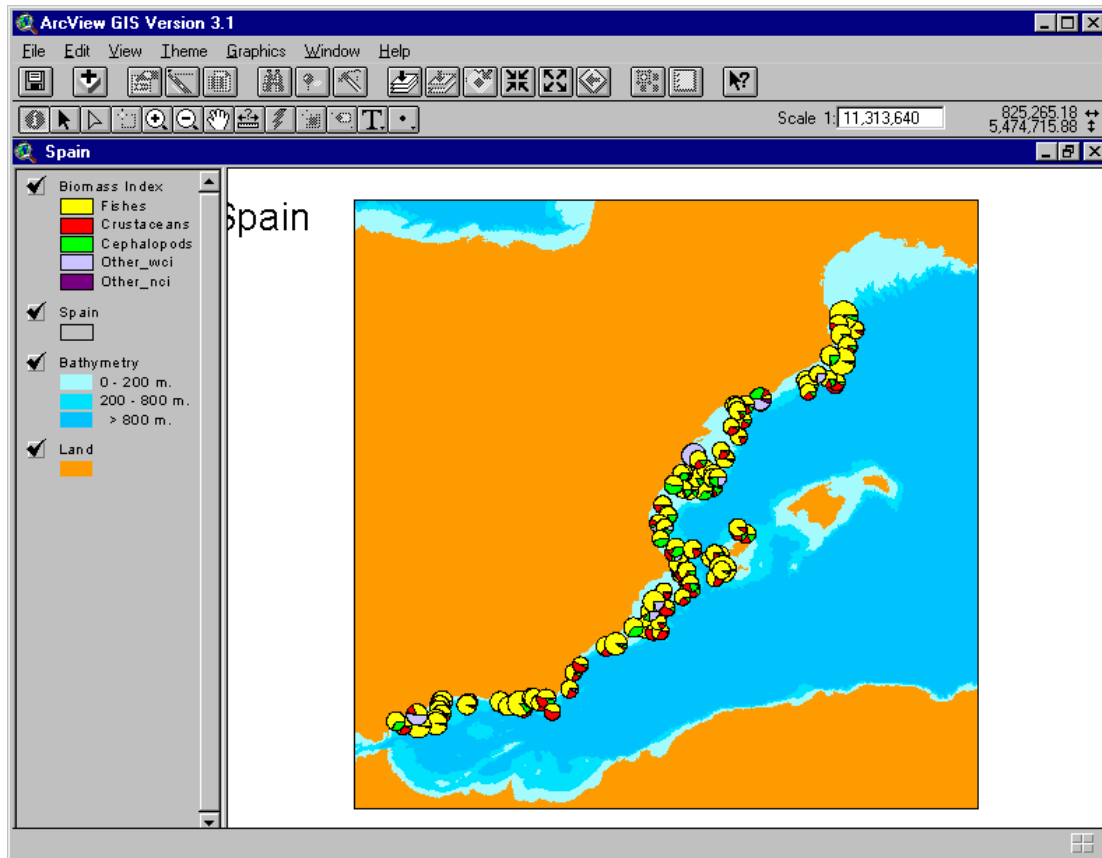 ArcView GIS Version 3.1
File Edit View Theme Graphics Window Help
Scale 1: 11,313,640
825,265.18
5,474,715.88
Spain
Biomass Index
Fishes
Crustaceans
Cephalopods
Other_wci
Other_nci
Spain
Bathymetry
0 - 200 m.
200 - 800 m.
> 800 m.
Land
Spain